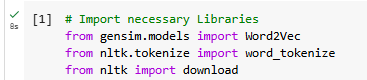 [1] # Import necessary Libraries
from gensim.models import Word2Vec
0s
from nltk.tokenize import word_tokenize
from nltk import download